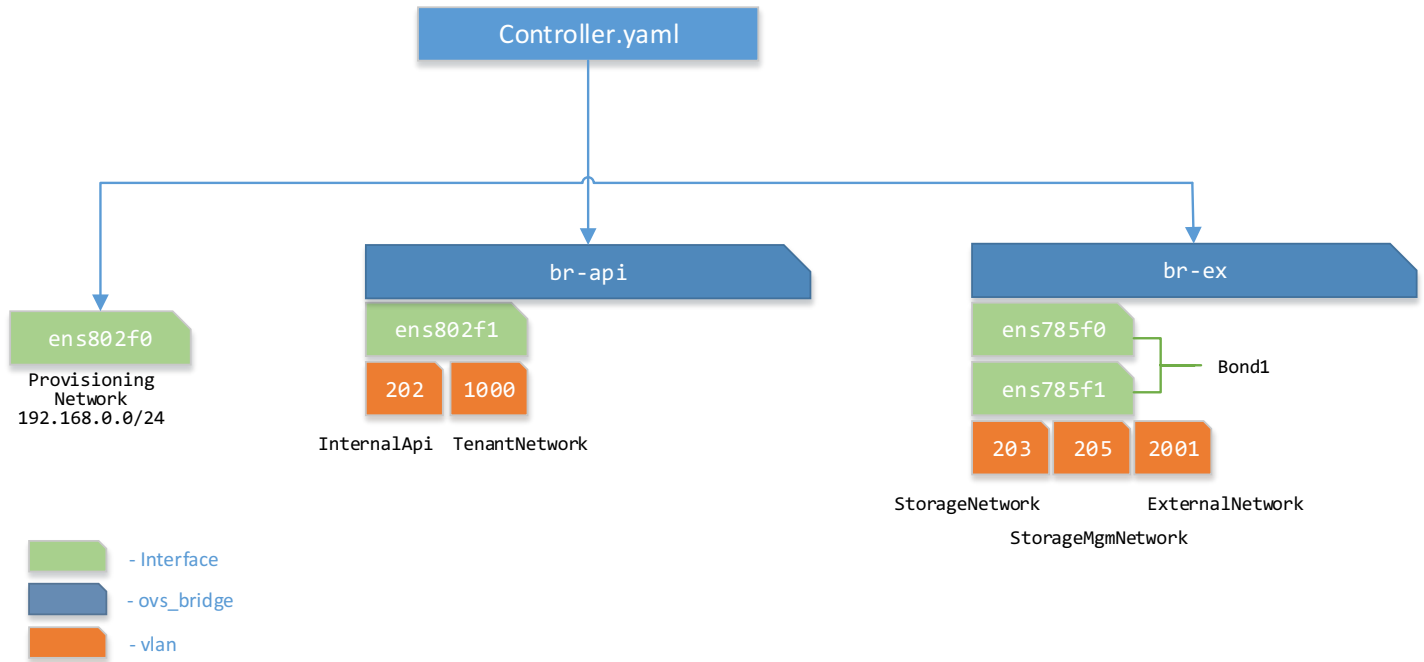 Controller.yaml
br-api
br-ex
ens802f0
ens802f1
ens785f0
ens785f1
Bond1
Provisioning
Network
192.168.0.0/24
202
1000
InternalApi
TenantNetwork
203
205
2001
StorageNetwork
ExternalNetwork
StorageMgmNetwork
- Interface
- ovs_bridge
- vlan